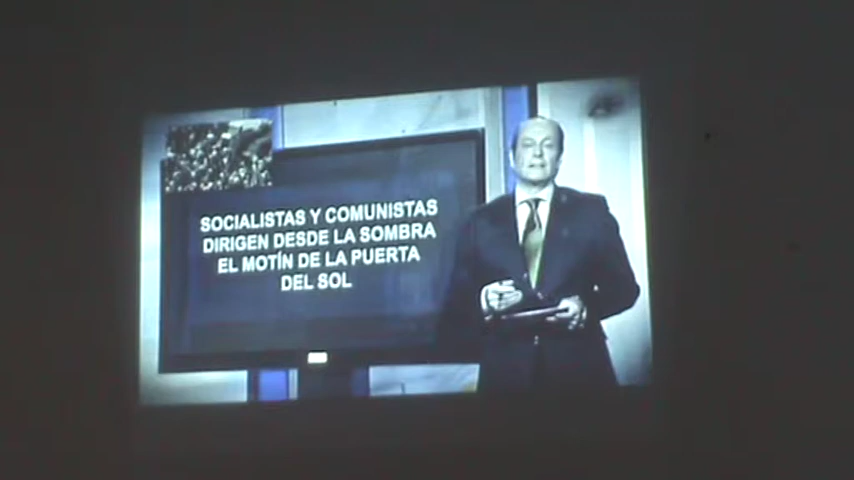 SOCIALISTAS Y COMUNISTAS
DIRIGEN DESDE LA SOMBRA
EL MOTÍN DE LA PUERTA
DEL SOL